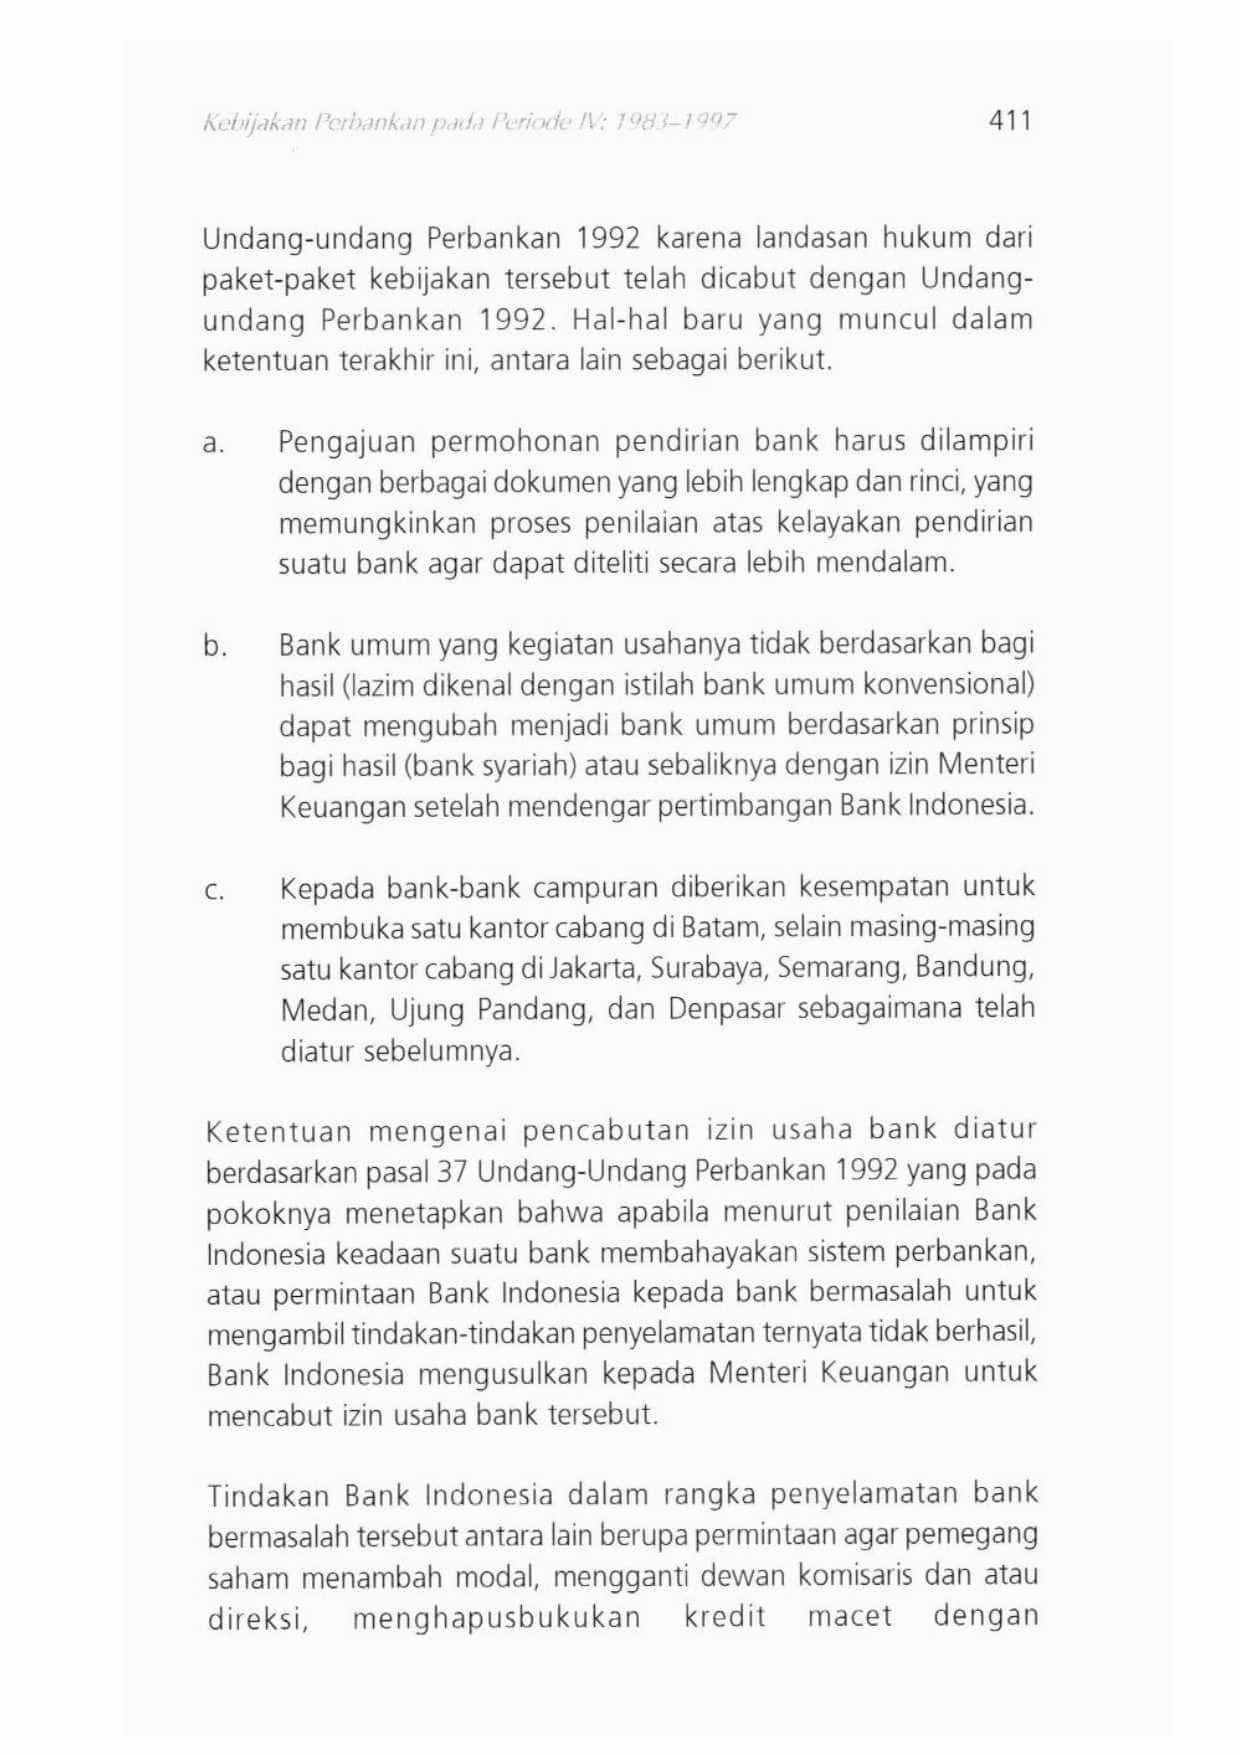 Kebijakan Perbankan pada Periode IV: 1983–1997 411
Undang-undang Perbankan 1992 karena landasan hukum dari
paket-paket kebijakan tersebut telah dicabut dengan Undang-
undang Perbankan 1992. Hal-hal baru yang muncul dalam
ketentuan terakhir ini, antara lain sebagai berikut.
a. Pengajuan permohonan pendirian bank harus dilampiri
dengan berbagai dokumen yang lebih lengkap dan rinci, yang
memungkinkan proses penilaian atas kelayakan pendirian
suatu bank agar dapat diteliti secara lebih mendalam.
b. Bank umum yang kegiatan usahanya tidak berdasarkan bagi
hasil (lazim dikenal dengan istilah bank umum konvensional)
dapat mengubah menjadi bank umum berdasarkan prinsip
bagi hasil (bank syariah) atau sebaliknya dengan izin Menteri
Keuangan setelah mendengar pertimbangan Bank Indonesia.
c. Kepada bank-bank campuran diberikan kesempatan untuk
membuka satu kantor cabang di Batam, selain masing-masing
satu kantor cabang di Jakarta, Surabaya, Semarang, Bandung,
Medan, Ujung Pandang, dan Denpasar sebagaimana telah
diatur sebelumnya.
Ketentuan mengenai pencabutan izin usaha bank diatur
berdasarkan pasal 37 Undang-Undang Perbankan 1992 yang pada
pokoknya menetapkan bahwa apabila menurut penilaian Bank
Indonesia keadaan suatu bank membahayakan sistem perbankan,
atau permintaan Bank Indonesia kepada bank bermasalah untuk
mengambil tindakan-tindakan penyelamatan ternyata tidak berhasil,
Bank Indonesia mengusulkan kepada Menteri Keuangan untuk
mencabut izin usaha bank tersebut.
Tindakan Bank Indonesia dalam rangka penyelamatan bank
bermasalah tersebut antara lain berupa permintaan agar pemegang
saham menambah modal, mengganti dewan komisaris dan atau
direksi, menghapusbukukan kredit macet dengan